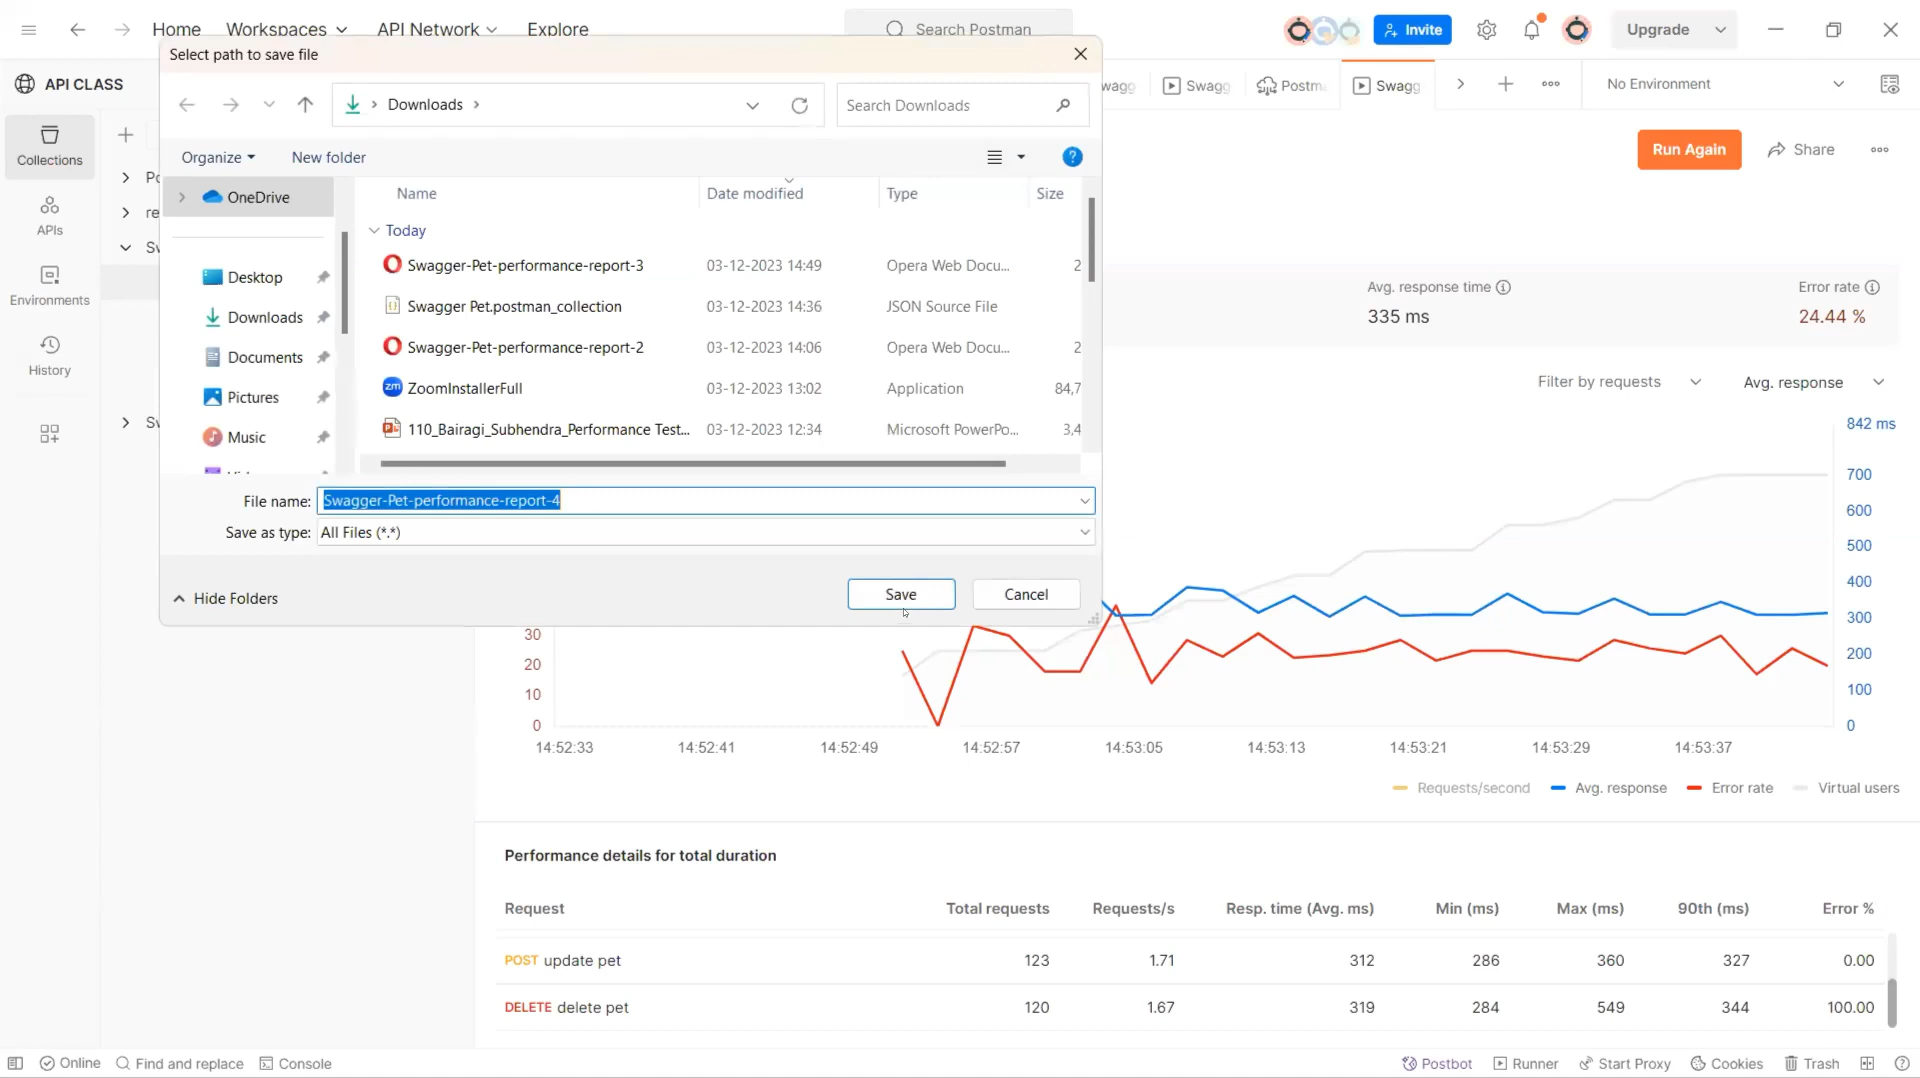 Home
Workspaces
API Network
Explore
Search Postman
Invite
Upgrade
Select path to save file
API CLASS
Downloads
Search Downloads
Swagg
Postm
Swagg
No Environment
Collections
Organize
New folder
Run Again
Share
APIs
Environments
History
OneDrive
Desktop
Downloads
Documents
Pictures
Music
Name
Date modified
Type
Size
Today
Swagger-Pet-performance-report-3 03-12-2023 14:49 Opera Web Docu... 2
Swagger Pet.postman_collection 03-12-2023 14:36 JSON Source File
Swagger-Pet-performance-report-2 03-12-2023 14:06 Opera Web Docu... 2
ZoomInstallerFull 03-12-2023 13:02 Application 84,7
110_Bairagi_Subhendra_Performance Test... 03-12-2023 12:34 Microsoft PowerPo... 3,4
File name: Swagger-Pet-performance-report-4
Save as type: All Files (*.*)
Hide Folders
Save
Cancel
Avg. response time
335 ms
Error rate
24.44 %
Filter by requests
Avg. response
842 ms
700
600
500
400
300
200
100
0
30
20
10
0
14:52:33 14:52:41 14:52:49 14:52:57 14:53:05 14:53:13 14:53:21 14:53:29 14:53:37
Requests/second Avg. response Error rate Virtual users
Performance details for total duration
Request Total requests Requests/s Resp. time (Avg. ms) Min (ms) Max (ms) 90th (ms) Error %
POST update pet 123 1.71 312 286 360 327 0.00
DELETE delete pet 120 1.67 319 284 549 344 100.00
Online
Find and replace
Console
Postbot
Runner
Start Proxy
Cookies
Trash